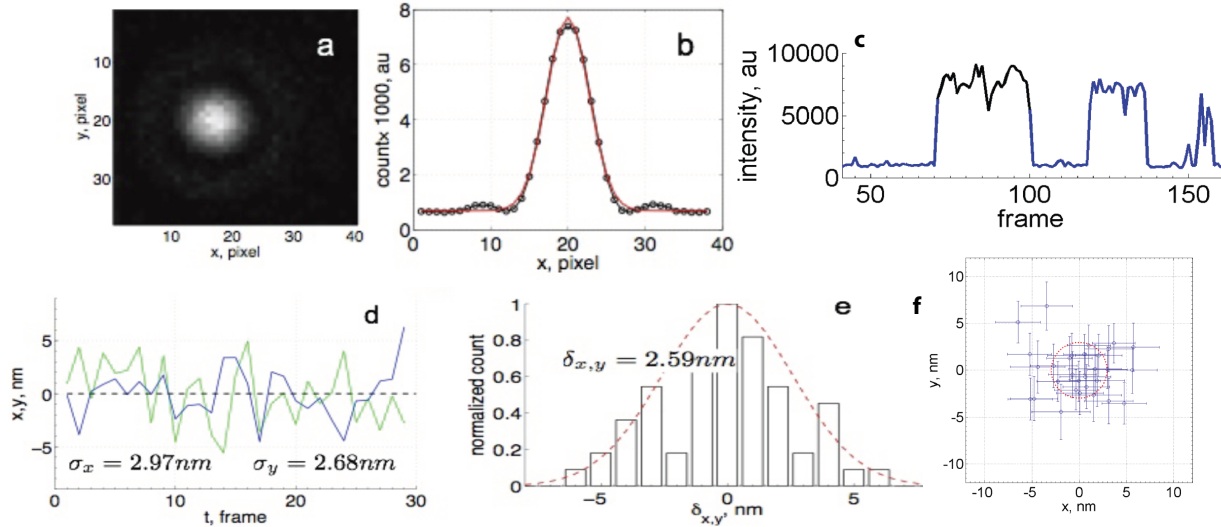 a
10
20
30
y, pixel
10 20 30 40
x, pixel
b
8
6
4
2
0
count× 1000, au
0 10 20 30 40
x, pixel
c
10000
5000
0
intensity, au
50 100 150
frame
d
5
0
-5
x,y, nm
σx = 2.97nm σy = 2.68nm
0 10 20 30
t, frame
e
1
0.8
0.6
0.4
0.2
0
normalized count
δx,y = 2.59nm
-5 0 5
δx,y, nm
f
10
5
0
-5
-10
y, nm
-10 -5 0 5 10
x, nm